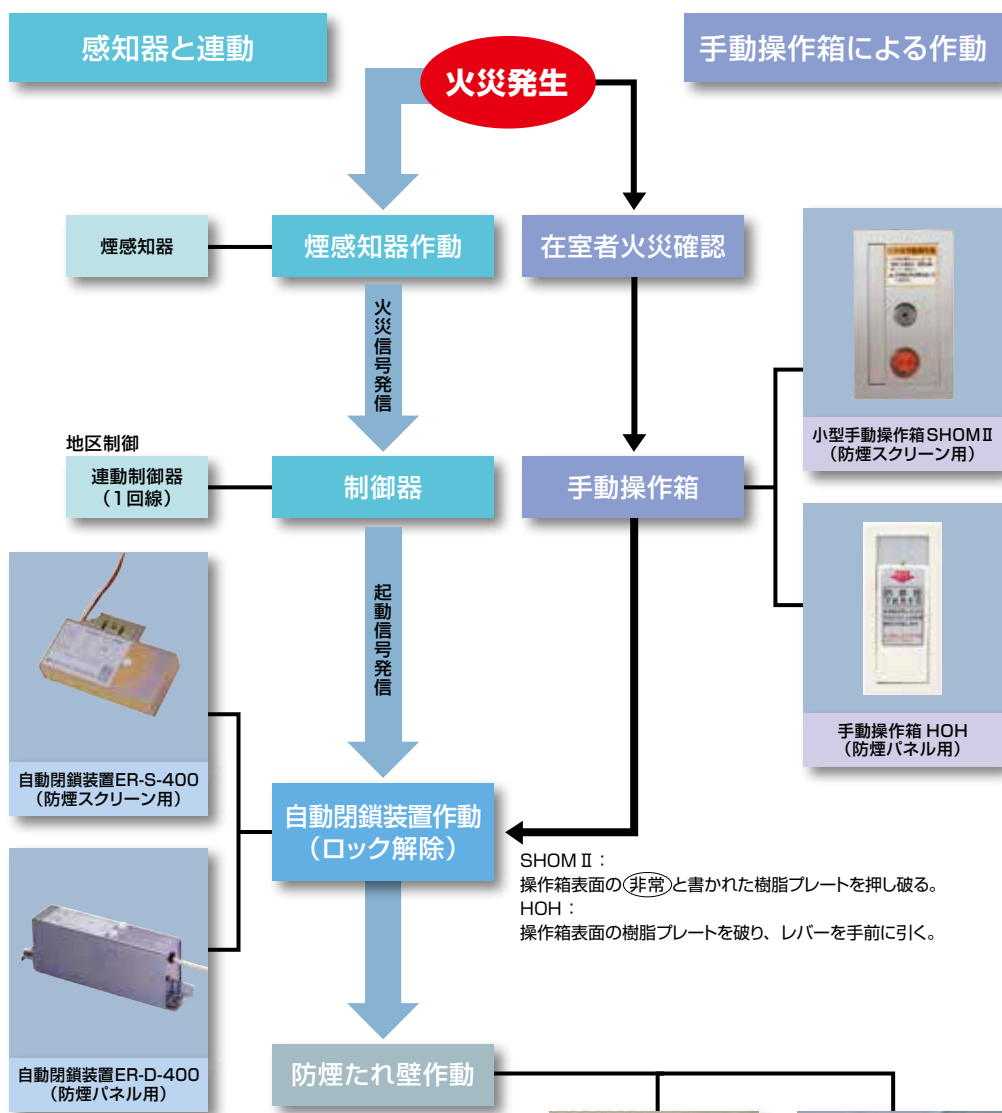 感知器と連動
火災発生
手動操作箱による作動
煙感知器
煙感知器作動
在室者火災確認
火災信号発信
小型手動操作箱SHOMⅡ
（防煙スクリーン用）
地区制御
連動制御器
（1回線）
制御器
手動操作箱
起動信号発信
手動操作箱 HOH
（防煙パネル用）
自動閉鎖装置ER-S-400
（防煙スクリーン用）
自動閉鎖装置作動
（ロック解除）
SHOMⅡ：
操作箱表面の非常と書かれた樹脂プレートを押し破る。
HOH：
操作箱表面の樹脂プレートを破り、レバーを手前に引く。
自動閉鎖装置ER-D-400
（防煙パネル用）
防煙たれ壁作動